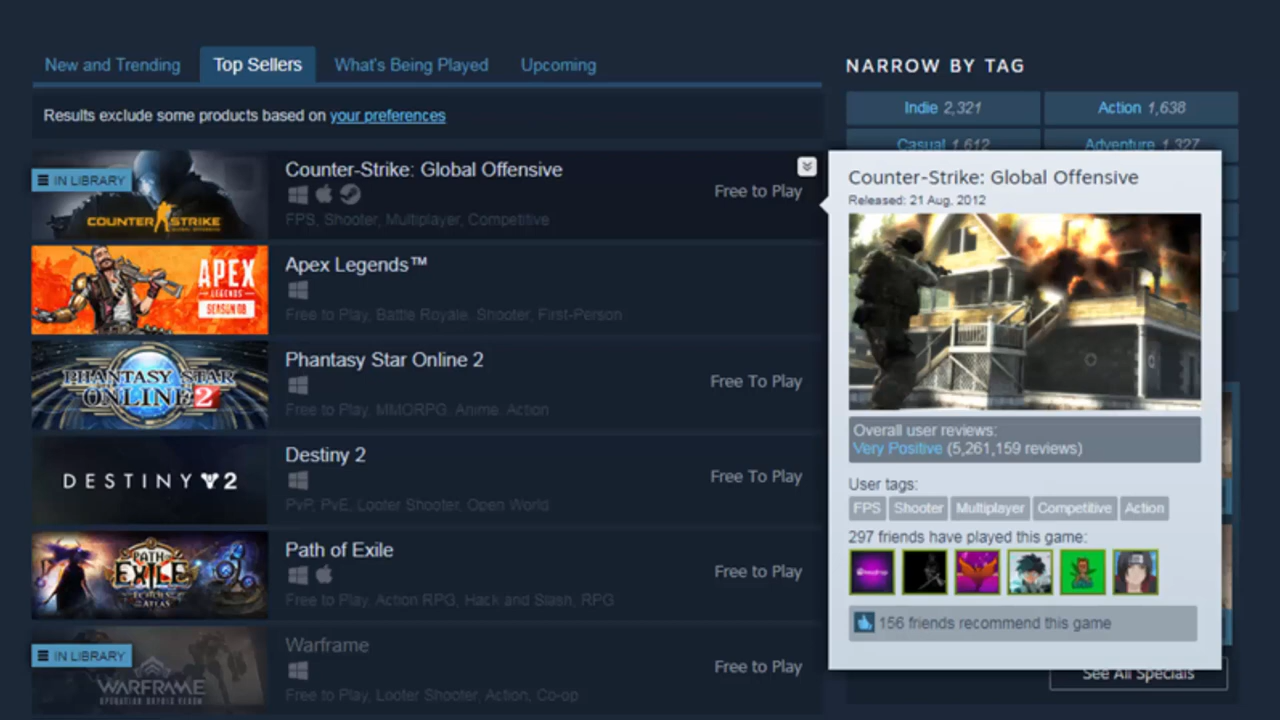 New and Trending
Top Sellers
What's Being Played
Upcoming
Results exclude some products based on your preferences
IN LIBRARY
COUNTER STRIKE
GLOBAL OFFENSIVE
Counter-Strike: Global Offensive
Free to Play
FPS, Shooter, Multiplayer, Competitive
APEX
LEGENDS
SEASON 08
Apex Legends™
Free to Play, Battle Royale, Shooter, First-Person
PHANTASY STAR
ONLINE 2
Phantasy Star Online 2
Free To Play
Free to Play, MMORPG, Anime, Action
DESTINY 2
Destiny 2
Free To Play
PvP, PvE, Looter Shooter, Open World
PATH OF
EXILE
ECHOES OF THE
ATLAS
Path of Exile
Free to Play
Free to Play, Action RPG, Hack and Slash, RPG
IN LIBRARY
WARFRAME
Warframe
Free to Play
Free to Play, Looter Shooter, Action, Co-op
NARROW BY TAG
Indie 2,321
Action 1,638
Casual 1,612
Adventure 1,327
Counter-Strike: Global Offensive
Released: 21 Aug, 2012
Overall user reviews:
Very Positive (5,261,159 reviews)
User tags:
FPS Shooter Multiplayer Competitive Action
297 friends have played this game:
156 friends recommend this game
See All Specials